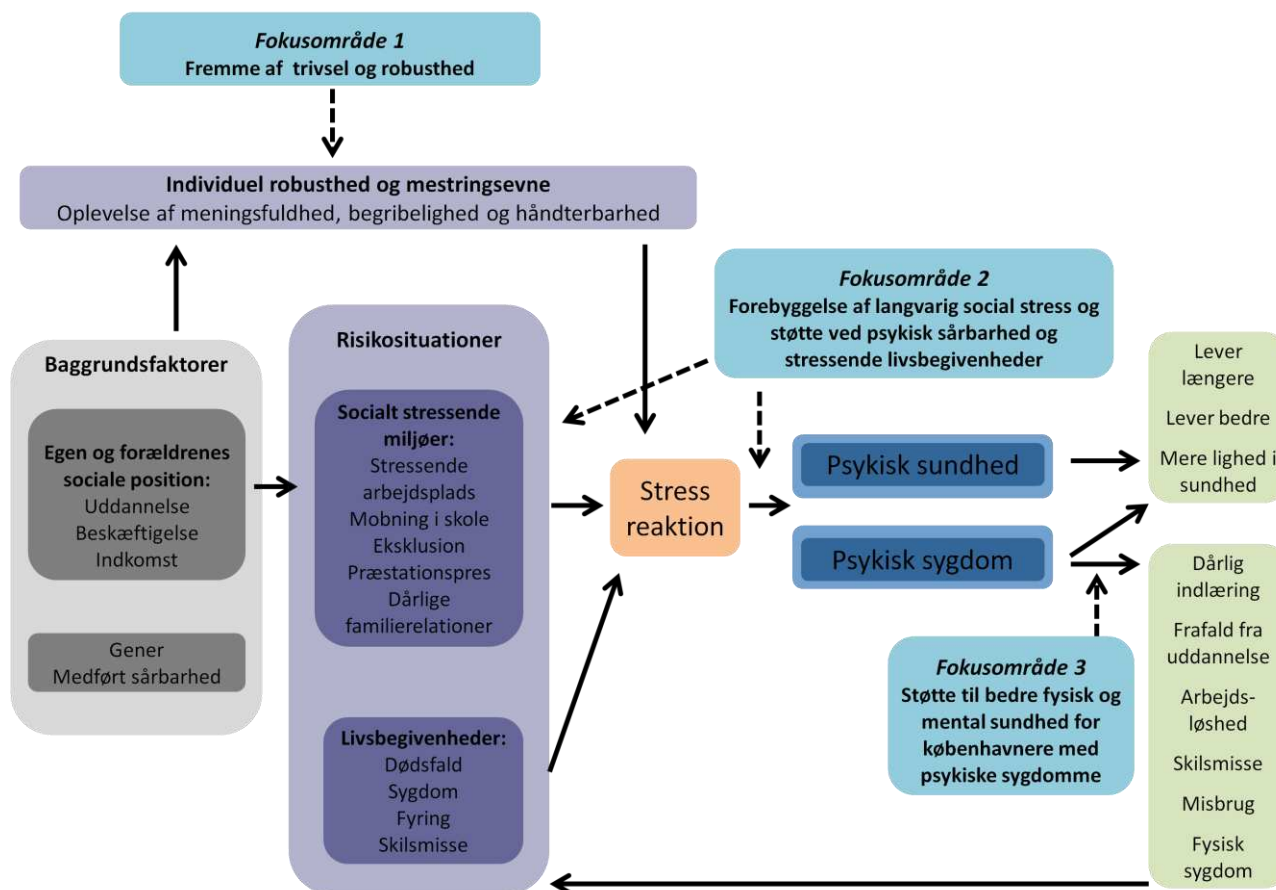 Fokusområde 1
Fremme af trivsel og robusthed
Individuel robusthed og mestringsevne
Oplevelse af meningsfuldhed, begribelighed og håndterbarhed
Fokusområde 2
Forebyggelse af langvarig social stress og
støtte ved psykisk sårbarhed og
stressende livsbegivenheder
Baggrundsfaktorer
Egen og forældrenes
sociale position:
Uddannelse
Beskæftigelse
Indkomst
Gener
Medført sårbarhed
Risikosituationer
Socialt stressende
miljøer:
Stressende
arbejdsplads
Mobning i skole
Eksklusion
Præstationspres
Dårlige
familierelationer
Livsbegivenheder:
Dødsfald
Sygdom
Fyring
Skilsmisse
Stress
reaktion
Psykisk sundhed
Psykisk sygdom
Fokusområde 3
Støtte til bedre fysisk og
mental sundhed for
københavnere med
psykiske sygdomme
Lever
længere
Lever bedre
Mere lighed i
sundhed
Dårlig
indlæring
Frafald fra
uddannelse
Arbejds-
løshed
Skilsmisse
Misbrug
Fysisk
sygdom